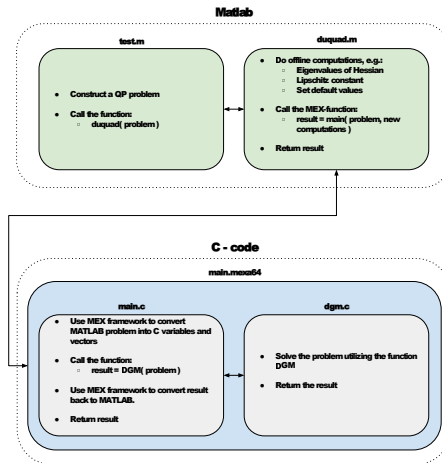 Matlab
test.m
● Construct a QP problem
● Call the function:
▫ duquad( problem )
duquad.m
● Do offline computations, e.g.:
▫ Eigenvalues of Hessian
▫ Lipschitz constant
▫ Set default values
● Call the MEX-function:
▫ result = main( problem, new
computations )
● Return result
C - code
main.mexa64
main.c
● Use MEX framework to convert
MATLAB problem into C variables and
vectors
● Call the function:
▫ result = DGM( problem )
● Use MEX framework to convert result
back to MATLAB.
● Return result
dgm.c
● Solve the problem utilizing the function
DGM
● Return the result